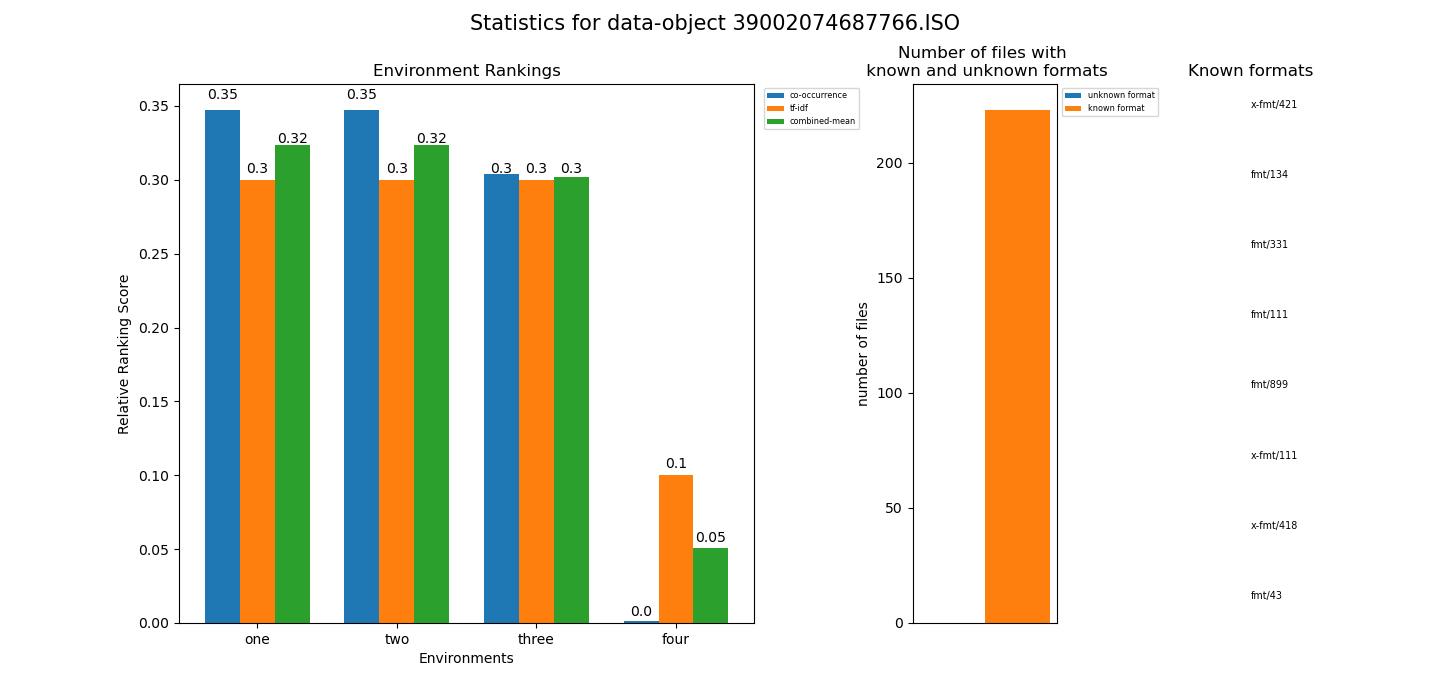 Statistics for data-object 39002074687766.ISO
Environment Rankings
0.35
0.30
0.25
0.20
0.15
0.10
0.05
0.00
Relative Ranking Score
0.35
0.3
0.32
0.35
0.3
0.32
0.3
0.3
0.3
0.0
0.1
0.05
one
two
three
four
Environments
co-occurrence
tf-idf
combined-mean
Number of files with
known and unknown formats
200
150
100
50
0
number of files
unknown format
known format
Known formats
x-fmt/421
fmt/134
fmt/331
fmt/111
fmt/899
x-fmt/111
x-fmt/418
fmt/43